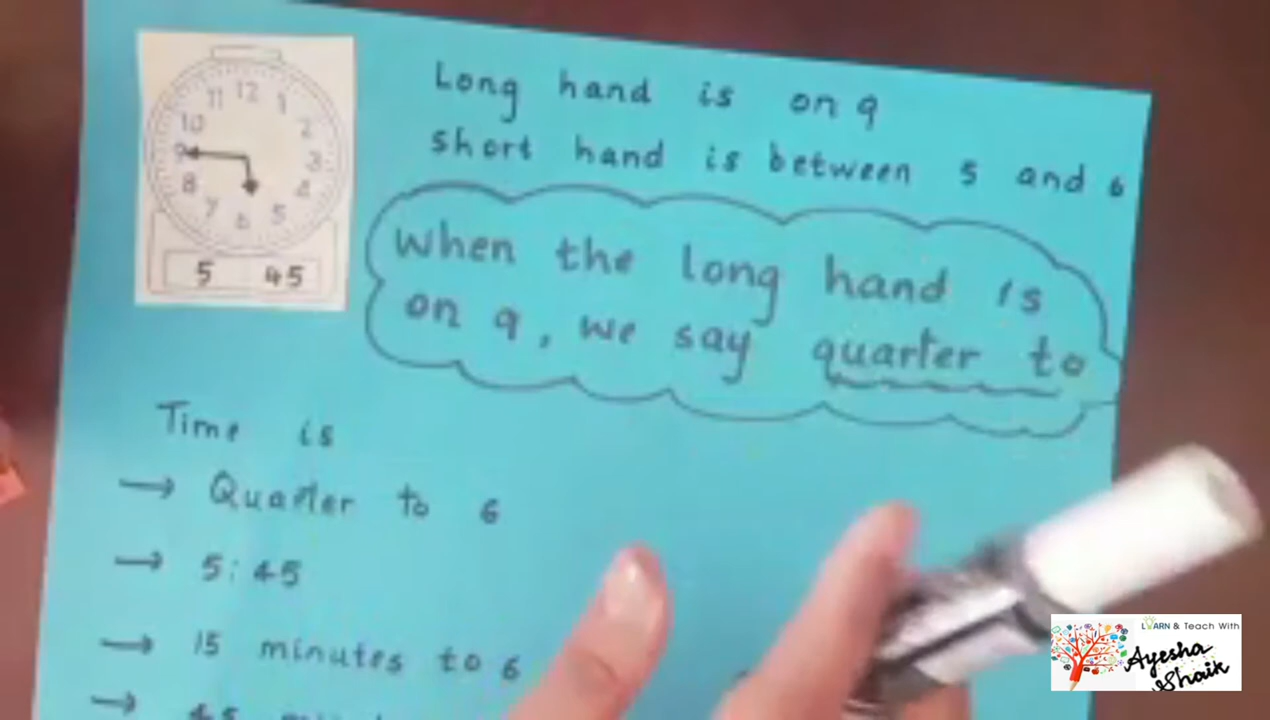 Long hand is on 9
short hand is between 5 and 6
12
11
1
10
2
9
3
8
4
7
6
5
5 45
When the long hand is
on 9, we say quarter to
Time is
→ Quarter to 6
→ 5:45
→ 15 minutes to 6
→ 45
LEARN & Teach With
Ayesha
Shaik